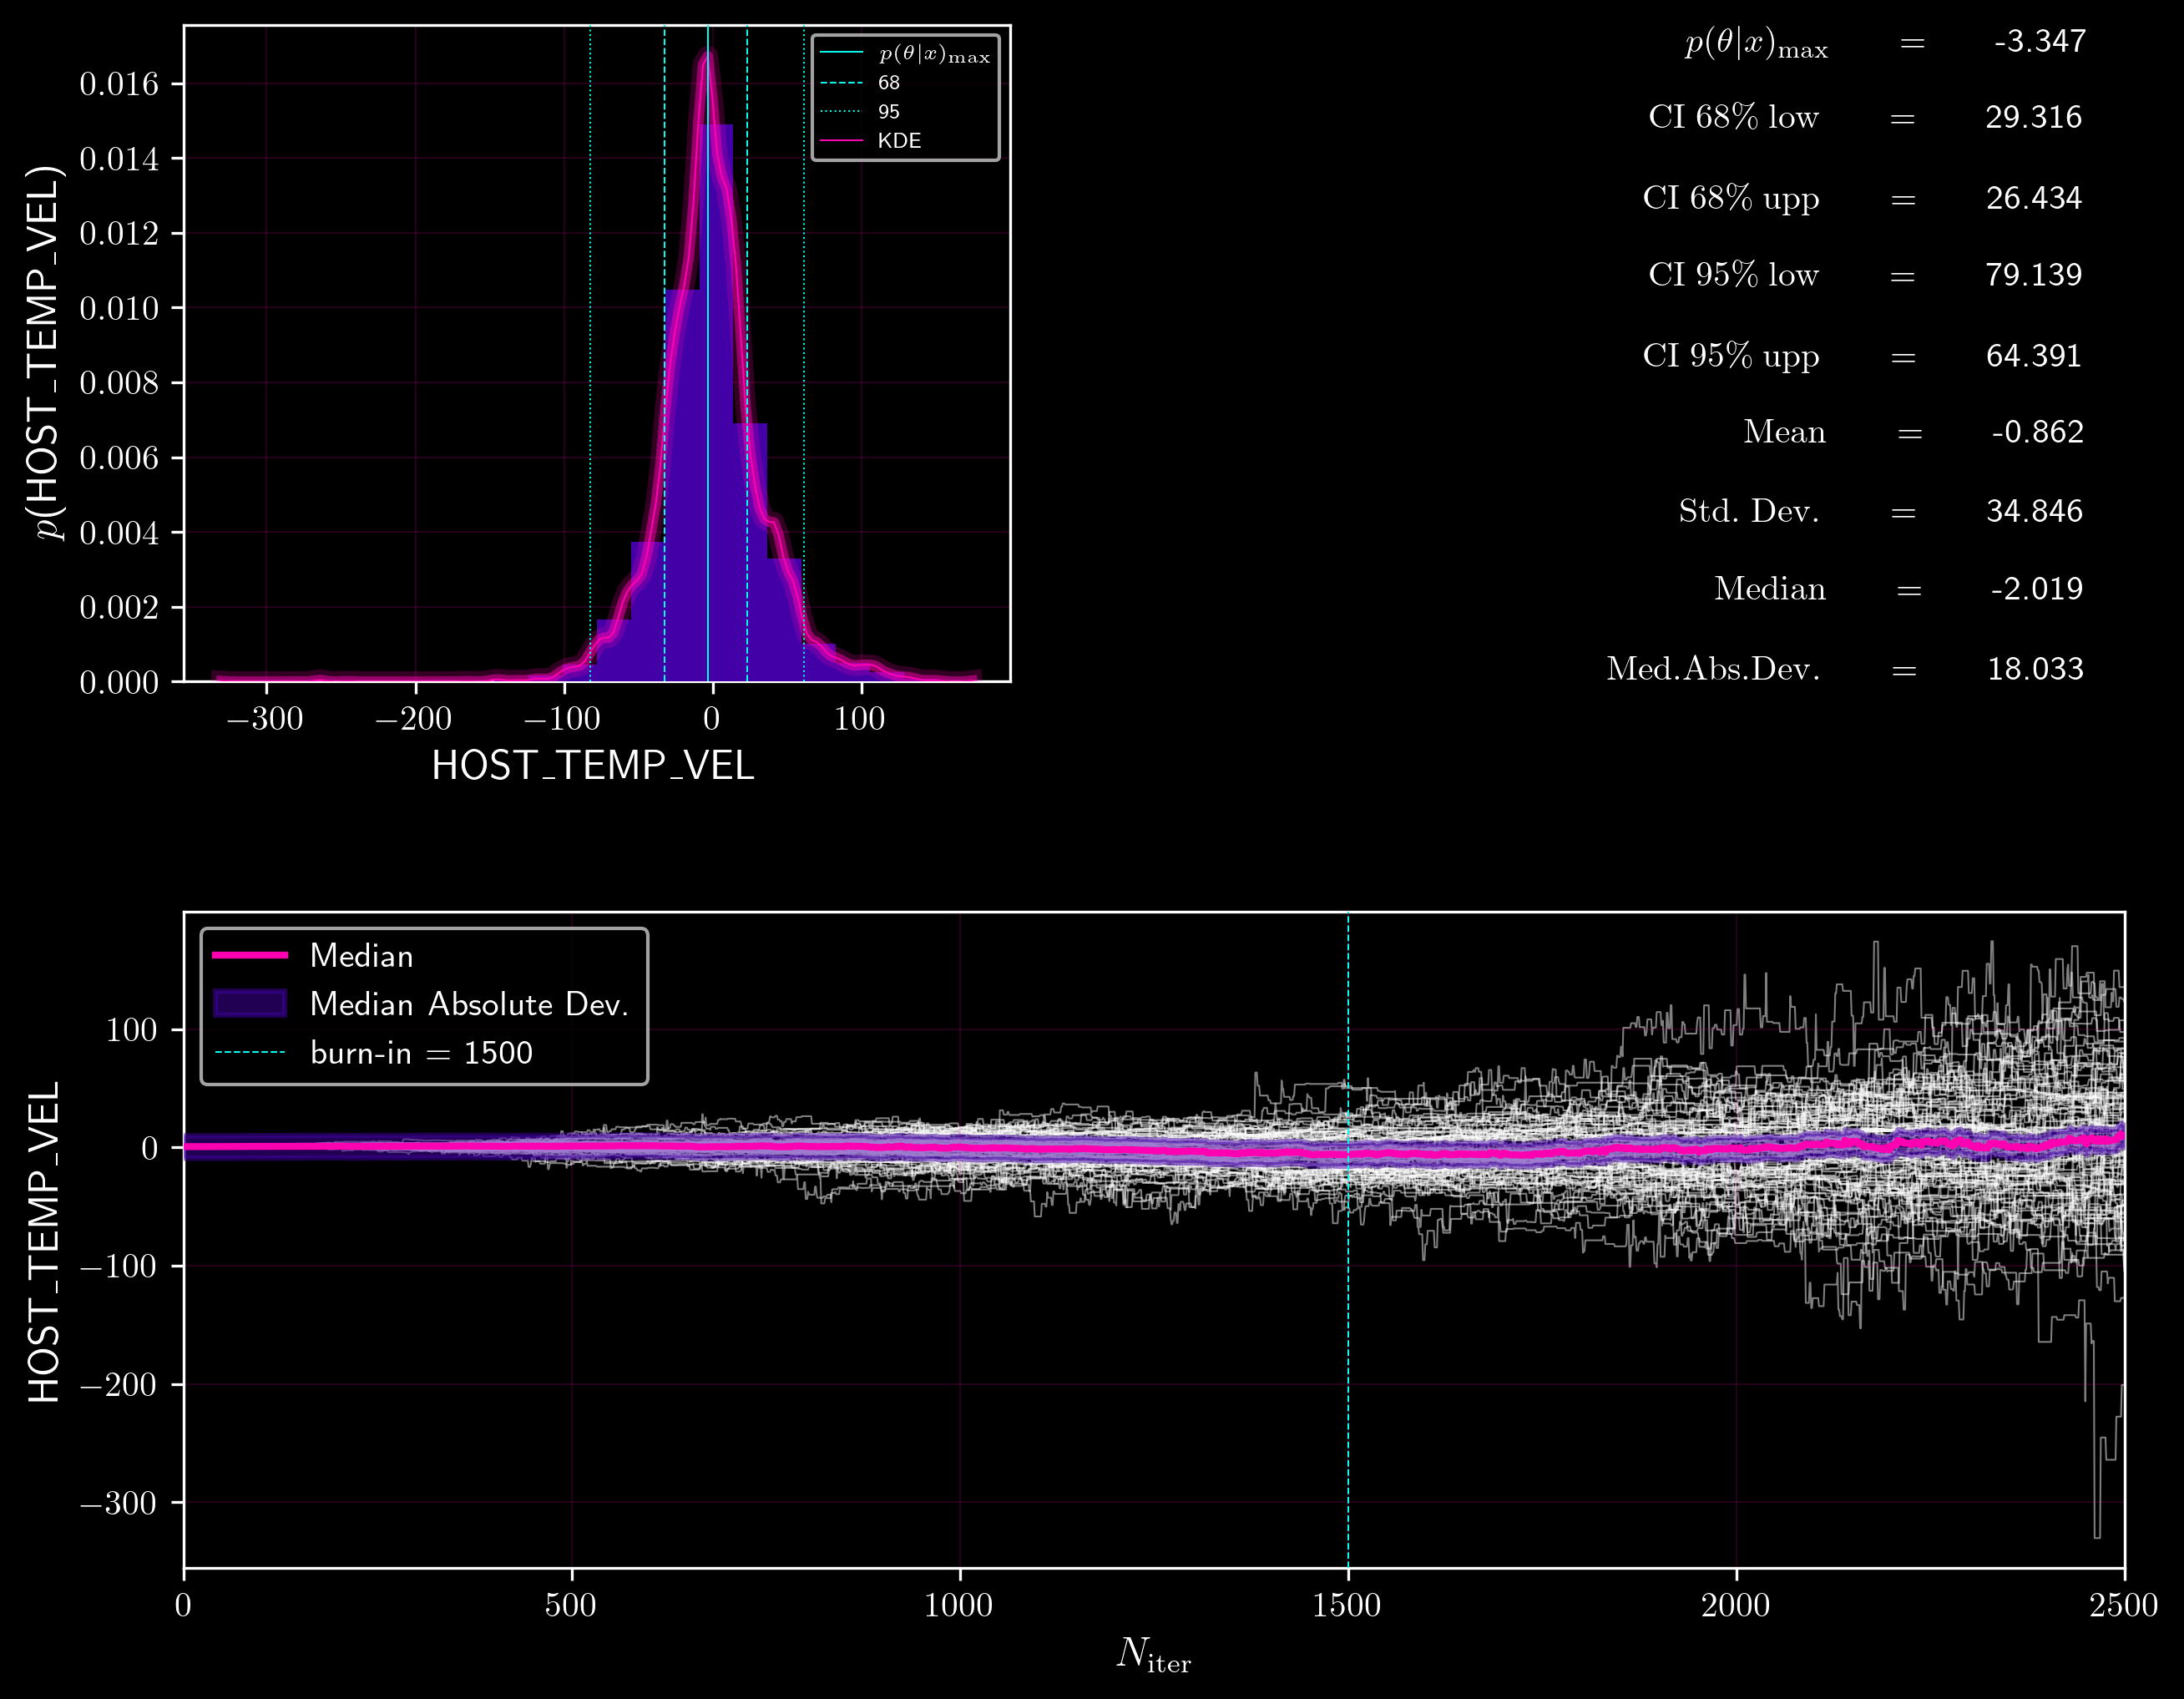 p(HOST_TEMP_VEL)
0.016
0.014
0.012
0.010
0.008
0.006
0.004
0.002
0.000
−300 −200 −100 0 100
HOST_TEMP_VEL
p(θ|x)max
68
95
KDE
p(θ|x)max = -3.347
CI 68% low = 29.316
CI 68% upp = 26.434
CI 95% low = 79.139
CI 95% upp = 64.391
Mean = -0.862
Std. Dev. = 34.846
Median = -2.019
Med.Abs.Dev. = 18.033
HOST_TEMP_VEL
100
0
−100
−200
−300
Median
Median Absolute Dev.
burn-in = 1500
0 500 1000 1500 2000 2500
Niter